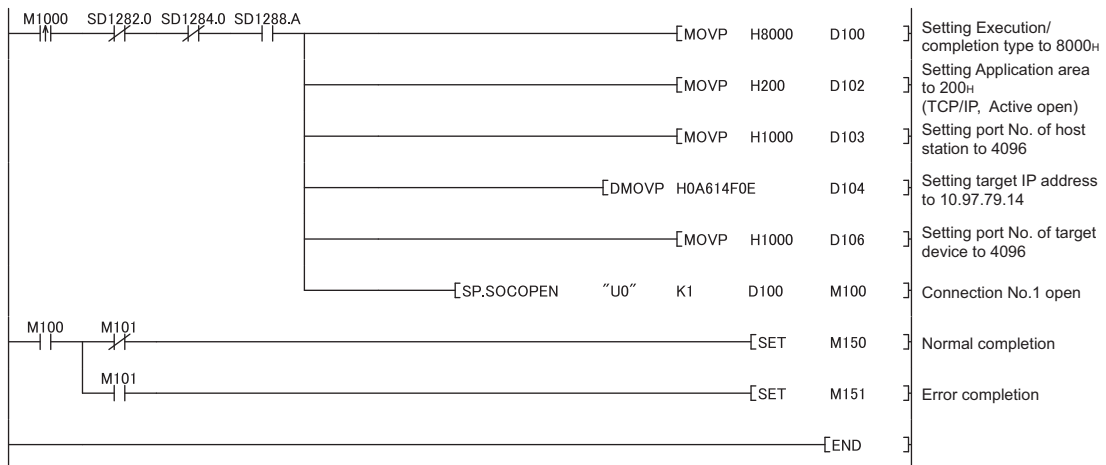 M1000 SD1282.0 SD1284.0 SD1288.A
[MOVP H8000 D100 ] Setting Execution/
completion type to 8000H
[MOVP H200 D102 ] Setting Application area
to 200H
(TCP/IP, Active open)
[MOVP H1000 D103 ] Setting port No. of host
station to 4096
[DMOVP H0A614F0E D104 ] Setting target IP address
to 10.97.79.14
[MOVP H1000 D106 ] Setting port No. of target
device to 4096
[SP.SOCOPEN "U0" K1 D100 M100 ] Connection No.1 open
M100 M101
[SET M150 ] Normal completion
M101
[SET M151 ] Error completion
[END ]